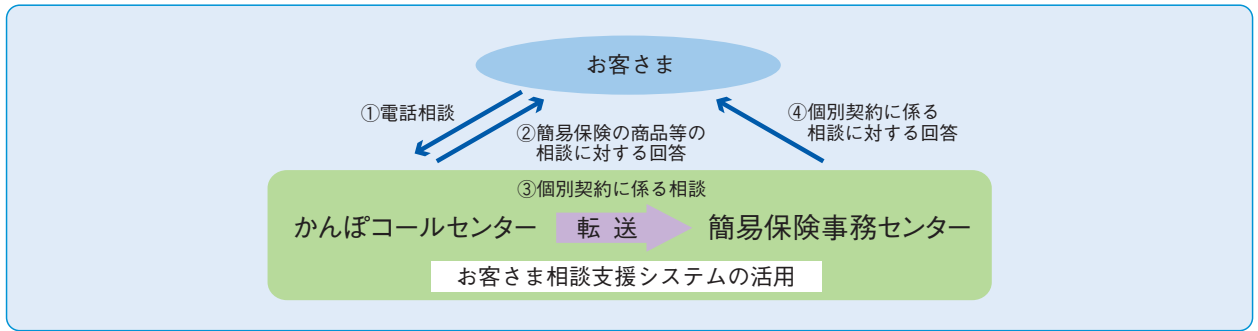 お客さま
①電話相談
②簡易保険の商品等の
相談に対する回答
④個別契約に係る
相談に対する回答
③個別契約に係る相談
かんぽコールセンター
転送
簡易保険事務センター
お客さま相談支援システムの活用